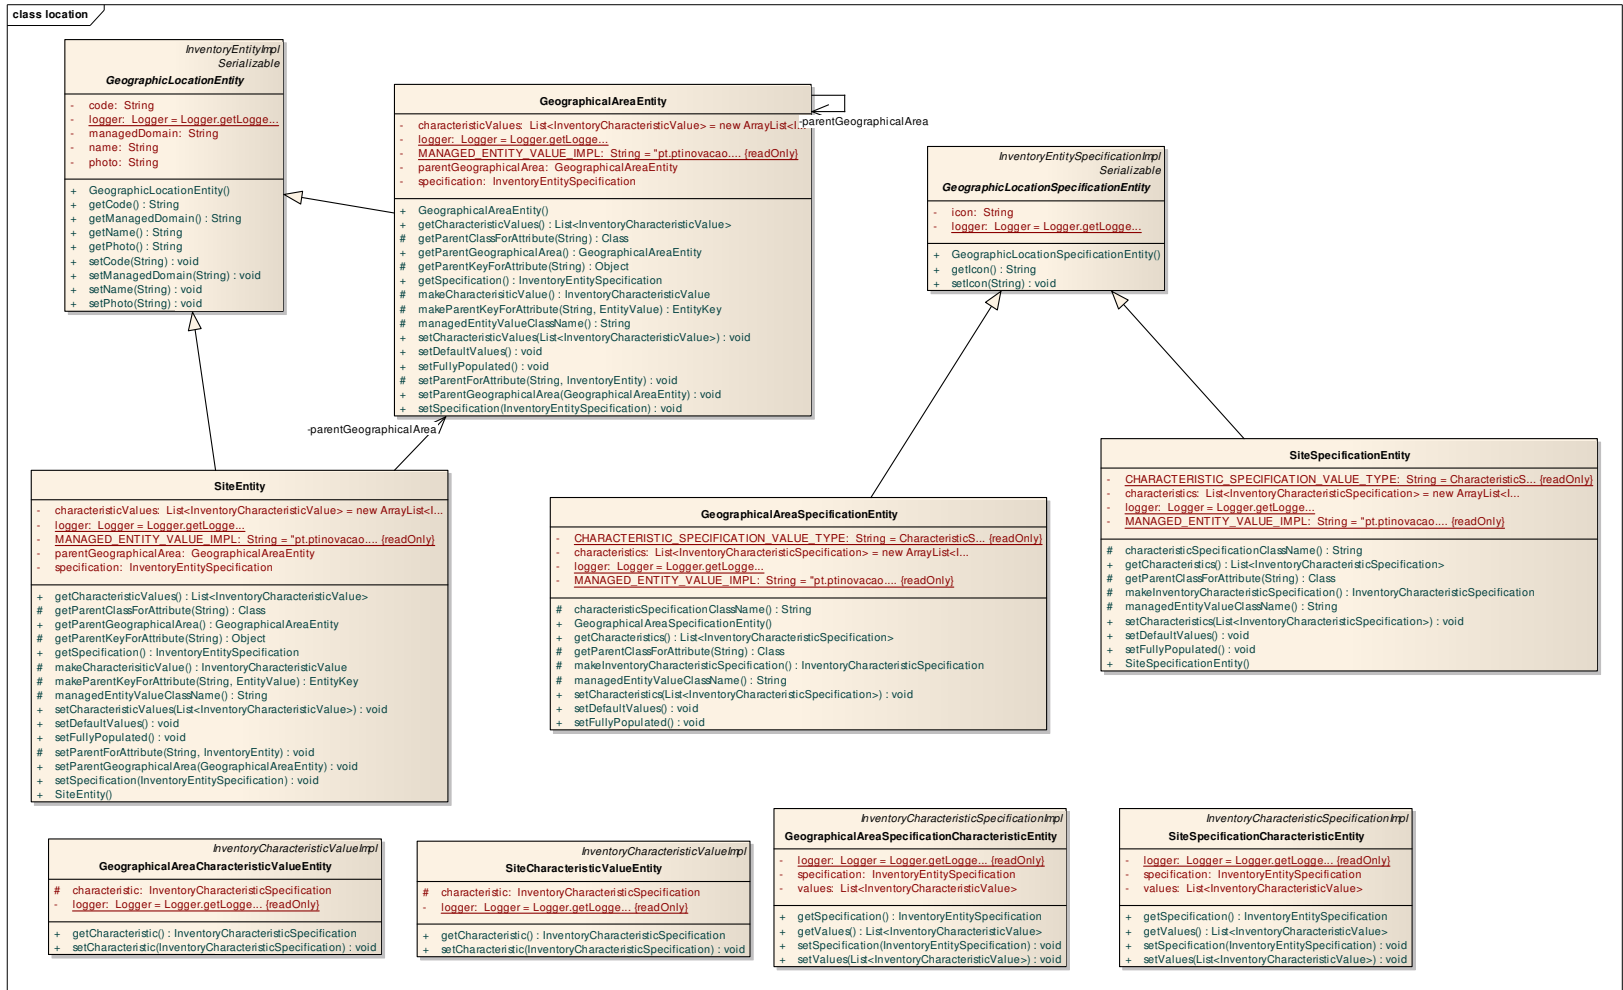 class location
InventoryEntityImpl
Serializable
GeographicLocationEntity
- code: String
- logger: Logger = Logger.getLogge...
- managedDomain: String
- name: String
- photo: String
+ GeographicLocationEntity()
+ getCode() : String
+ getManagedDomain() : String
+ getName() : String
+ getPhoto() : String
+ setCode(String) : void
+ setManagedDomain(String) : void
+ setName(String) : void
+ setPhoto(String) : void
GeographicalAreaEntity
- characteristicValues: List<InventoryCharacteristicValue> = new ArrayList<I...
- logger: Logger = Logger.getLogge...
- MANAGED_ENTITY_VALUE_IMPL: String = "pt.ptinovacao.... {readOnly}
- parentGeographicalArea: GeographicalAreaEntity
- specification: InventoryEntitySpecification
+ GeographicalAreaEntity()
+ getCharacteristicValues() : List<InventoryCharacteristicValue>
# getParentClassForAttribute(String) : Class
+ getParentGeographicalArea() : GeographicalAreaEntity
# getParentKeyForAttribute(String) : Object
+ getSpecification() : InventoryEntitySpecification
# makeCharacterisiticValue() : InventoryCharacteristicValue
# makeParentKeyForAttribute(String, EntityValue) : EntityKey
# managedEntityValueClassName() : String
+ setCharacteristicValues(List<InventoryCharacteristicValue>) : void
+ setDefaultValues() : void
+ setFullyPopulated() : void
# setParentForAttribute(String, InventoryEntity) : void
+ setParentGeographicalArea(GeographicalAreaEntity) : void
+ setSpecification(InventoryEntitySpecification) : void
-parentGeographicalArea
InventoryEntitySpecificationImpl
Serializable
GeographicLocationSpecificationEntity
- icon: String
- logger: Logger = Logger.getLogge...
+ GeographicLocationSpecificationEntity()
+ getIcon() : String
+ setIcon(String) : void
-parentGeographicalArea
SiteEntity
- characteristicValues: List<InventoryCharacteristicValue> = new ArrayList<I...
- logger: Logger = Logger.getLogge...
- MANAGED_ENTITY_VALUE_IMPL: String = "pt.ptinovacao.... {readOnly}
- parentGeographicalArea: GeographicalAreaEntity
- specification: InventoryEntitySpecification
+ getCharacteristicValues() : List<InventoryCharacteristicValue>
# getParentClassForAttribute(String) : Class
+ getParentGeographicalArea() : GeographicalAreaEntity
# getParentKeyForAttribute(String) : Object
+ getSpecification() : InventoryEntitySpecification
# makeCharacterisiticValue() : InventoryCharacteristicValue
# makeParentKeyForAttribute(String, EntityValue) : EntityKey
# managedEntityValueClassName() : String
+ setCharacteristicValues(List<InventoryCharacteristicValue>) : void
+ setDefaultValues() : void
+ setFullyPopulated() : void
# setParentForAttribute(String, InventoryEntity) : void
+ setParentGeographicalArea(GeographicalAreaEntity) : void
+ setSpecification(InventoryEntitySpecification) : void
+ SiteEntity()
GeographicalAreaSpecificationEntity
- CHARACTERISTIC_SPECIFICATION_VALUE_TYPE: String = CharacteristicS... {readOnly}
- characteristics: List<InventoryCharacteristicSpecification> = new ArrayList<I...
- logger: Logger = Logger.getLogge...
- MANAGED_ENTITY_VALUE_IMPL: String = "pt.ptinovacao.... {readOnly}
# characteristicSpecificationClassName() : String
+ GeographicalAreaSpecificationEntity()
+ getCharacteristics() : List<InventoryCharacteristicSpecification>
# getParentClassForAttribute(String) : Class
# makeInventoryCharacteristicSpecification() : InventoryCharacteristicSpecification
# managedEntityValueClassName() : String
+ setCharacteristics(List<InventoryCharacteristicSpecification>) : void
+ setDefaultValues() : void
+ setFullyPopulated() : void
SiteSpecificationEntity
- CHARACTERISTIC_SPECIFICATION_VALUE_TYPE: String = CharacteristicS... {readOnly}
- characteristics: List<InventoryCharacteristicSpecification> = new ArrayList<I...
- logger: Logger = Logger.getLogge...
- MANAGED_ENTITY_VALUE_IMPL: String = "pt.ptinovacao.... {readOnly}
# characteristicSpecificationClassName() : String
+ getCharacteristics() : List<InventoryCharacteristicSpecification>
# getParentClassForAttribute(String) : Class
# makeInventoryCharacteristicSpecification() : InventoryCharacteristicSpecification
# managedEntityValueClassName() : String
+ setCharacteristics(List<InventoryCharacteristicSpecification>) : void
+ setDefaultValues() : void
+ setFullyPopulated() : void
+ SiteSpecificationEntity()
InventoryCharacteristicValueImpl
GeographicalAreaCharacteristicValueEntity
# characteristic: InventoryCharacteristicSpecification
- logger: Logger = Logger.getLogge... {readOnly}
+ getCharacteristic() : InventoryCharacteristicSpecification
+ setCharacteristic(InventoryCharacteristicSpecification) : void
InventoryCharacteristicValueImpl
SiteCharacteristicValueEntity
# characteristic: InventoryCharacteristicSpecification
- logger: Logger = Logger.getLogge... {readOnly}
+ getCharacteristic() : InventoryCharacteristicSpecification
+ setCharacteristic(InventoryCharacteristicSpecification) : void
InventoryCharacteristicSpecificationImpl
GeographicalAreaSpecificationCharacteristicEntity
- logger: Logger = Logger.getLogge... {readOnly}
- specification: InventoryEntitySpecification
- values: List<InventoryCharacteristicValue>
+ getSpecification() : InventoryEntitySpecification
+ getValues() : List<InventoryCharacteristicValue>
+ setSpecification(InventoryEntitySpecification) : void
+ setValues(List<InventoryCharacteristicValue>) : void
InventoryCharacteristicSpecificationImpl
SiteSpecificationCharacteristicEntity
- logger: Logger = Logger.getLogge... {readOnly}
- specification: InventoryEntitySpecification
- values: List<InventoryCharacteristicValue>
+ getSpecification() : InventoryEntitySpecification
+ getValues() : List<InventoryCharacteristicValue>
+ setSpecification(InventoryEntitySpecification) : void
+ setValues(List<InventoryCharacteristicValue>) : void